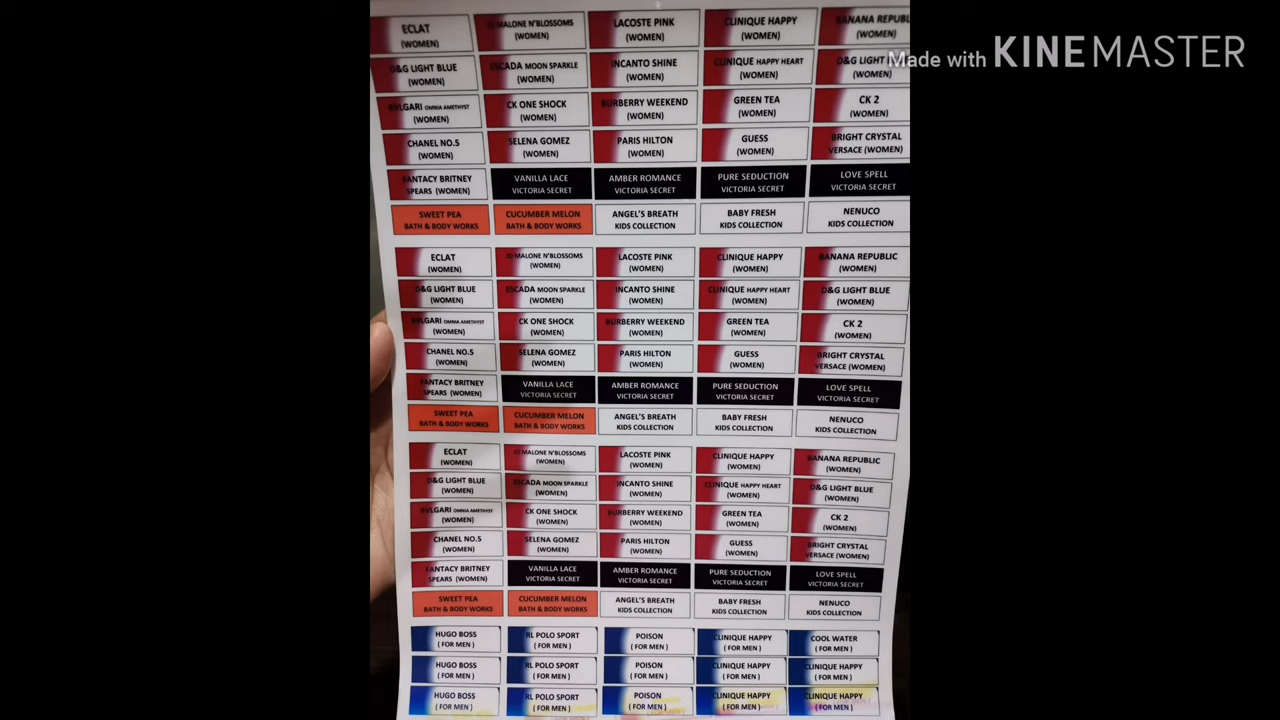 Made with KINEMASTER
ECLAT
(WOMEN)
JO MALONE N'BLOSSOMS
(WOMEN)
LACOSTE PINK
(WOMEN)
CLINIQUE HAPPY
(WOMEN)
BANANA REPUBL
(WOMEN)
D&G LIGHT BLUE
(WOMEN)
ESCADA MOON SPARKLE
(WOMEN)
INCANTO SHINE
(WOMEN)
CLINIQUE HAPPY HEART
(WOMEN)
D&G LIGHT
(WOMEN)
BVLGARI OMNIA AMETHYST
(WOMEN)
CK ONE SHOCK
(WOMEN)
BURBERRY WEEKEND
(WOMEN)
GREEN TEA
(WOMEN)
CK 2
(WOMEN)
CHANEL NO.5
(WOMEN)
SELENA GOMEZ
(WOMEN)
PARIS HILTON
(WOMEN)
GUESS
(WOMEN)
BRIGHT CRYSTAL
VERSACE (WOMEN)
FANTACY BRITNEY
SPEARS (WOMEN)
VANILLA LACE
VICTORIA SECRET
AMBER ROMANCE
VICTORIA SECRET
PURE SEDUCTION
VICTORIA SECRET
LOVE SPELL
VICTORIA SECRET
SWEET PEA
BATH & BODY WORKS
CUCUMBER MELON
BATH & BODY WORKS
ANGEL'S BREATH
KIDS COLLECTION
BABY FRESH
KIDS COLLECTION
NENUCO
KIDS COLLECTION
ECLAT
(WOMEN)
JO MALONE N'BLOSSOMS
(WOMEN)
LACOSTE PINK
(WOMEN)
CLINIQUE HAPPY
(WOMEN)
BANANA REPUBLIC
(WOMEN)
D&G LIGHT BLUE
(WOMEN)
ESCADA MOON SPARKLE
(WOMEN)
INCANTO SHINE
(WOMEN)
CLINIQUE HAPPY HEART
(WOMEN)
D&G LIGHT BLUE
(WOMEN)
BVLGARI OMNIA AMETHYST
(WOMEN)
CK ONE SHOCK
(WOMEN)
BURBERRY WEEKEND
(WOMEN)
GREEN TEA
(WOMEN)
CK 2
(WOMEN)
CHANEL NO.5
(WOMEN)
SELENA GOMEZ
(WOMEN)
PARIS HILTON
(WOMEN)
GUESS
(WOMEN)
BRIGHT CRYSTAL
VERSACE (WOMEN)
FANTACY BRITNEY
SPEARS (WOMEN)
VANILLA LACE
VICTORIA SECRET
AMBER ROMANCE
VICTORIA SECRET
PURE SEDUCTION
VICTORIA SECRET
LOVE SPELL
VICTORIA SECRET
SWEET PEA
BATH & BODY WORKS
CUCUMBER MELON
BATH & BODY WORKS
ANGEL'S BREATH
KIDS COLLECTION
BABY FRESH
KIDS COLLECTION
NENUCO
KIDS COLLECTION
ECLAT
(WOMEN)
JO MALONE N'BLOSSOMS
(WOMEN)
LACOSTE PINK
(WOMEN)
CLINIQUE HAPPY
(WOMEN)
BANANA REPUBLIC
(WOMEN)
D&G LIGHT BLUE
(WOMEN)
ESCADA MOON SPARKLE
(WOMEN)
INCANTO SHINE
(WOMEN)
CLINIQUE HAPPY HEART
(WOMEN)
D&G LIGHT BLUE
(WOMEN)
BVLGARI OMNIA AMETHYST
(WOMEN)
CK ONE SHOCK
(WOMEN)
BURBERRY WEEKEND
(WOMEN)
GREEN TEA
(WOMEN)
CK 2
(WOMEN)
CHANEL NO.5
(WOMEN)
SELENA GOMEZ
(WOMEN)
PARIS HILTON
(WOMEN)
GUESS
(WOMEN)
BRIGHT CRYSTAL
VERSACE (WOMEN)
FANTACY BRITNEY
SPEARS (WOMEN)
VANILLA LACE
VICTORIA SECRET
AMBER ROMANCE
VICTORIA SECRET
PURE SEDUCTION
VICTORIA SECRET
LOVE SPELL
VICTORIA SECRET
SWEET PEA
BATH & BODY WORKS
CUCUMBER MELON
BATH & BODY WORKS
ANGEL'S BREATH
KIDS COLLECTION
BABY FRESH
KIDS COLLECTION
NENUCO
KIDS COLLECTION
HUGO BOSS
( FOR MEN )
RL POLO SPORT
( FOR MEN )
POISON
( FOR MEN )
CLINIQUE HAPPY
( FOR MEN )
COOL WATER
( FOR MEN )
HUGO BOSS
( FOR MEN )
RL POLO SPORT
( FOR MEN )
POISON
( FOR MEN )
CLINIQUE HAPPY
( FOR MEN )
CLINIQUE HAPPY
( FOR MEN )
HUGO BOSS
( FOR MEN )
RL POLO SPORT
( FOR MEN )
POISON
( FOR MEN )
CLINIQUE HAPPY
( FOR MEN )
CLINIQUE HAPPY
( FOR MEN )